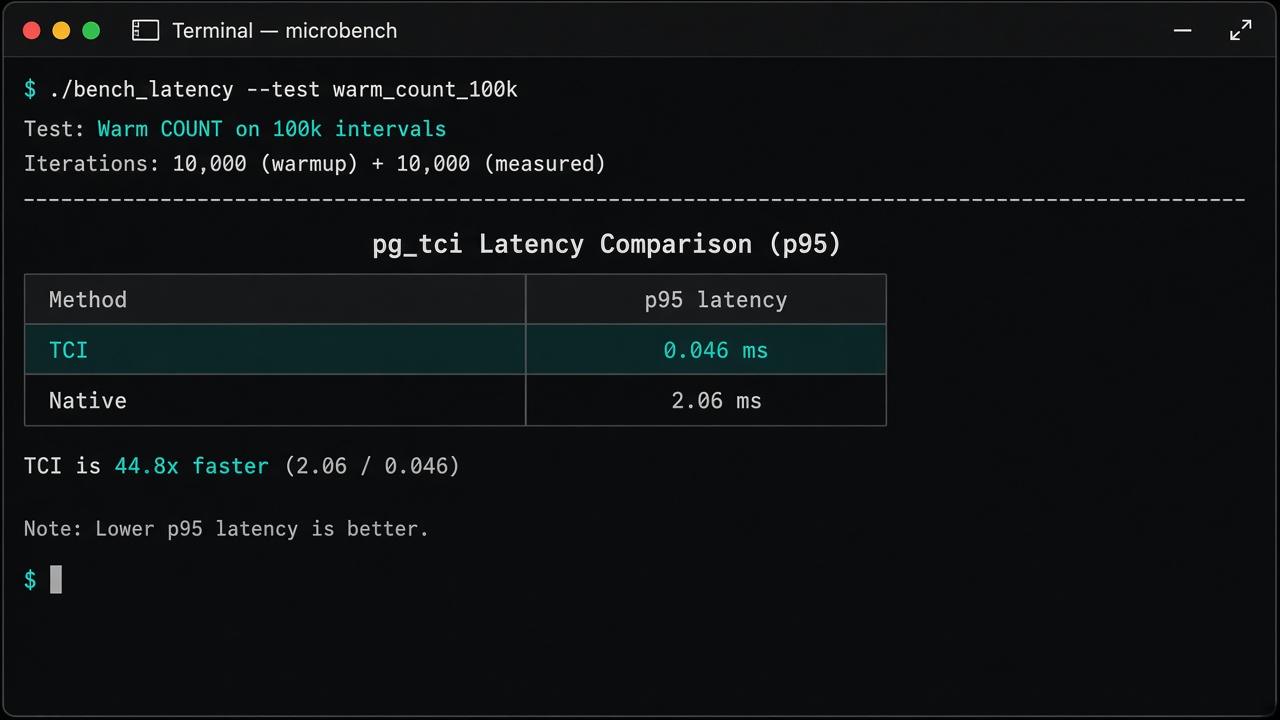 Terminal — microbench
$ ./bench_latency --test warm_count_100k
Test: Warm COUNT on 100k intervals
Iterations: 10,000 (warmup) + 10,000 (measured)
--------------------------------------------------------------------------------------------------
pg_tci Latency Comparison (p95)
Method p95 latency
TCI 0.046 ms
Native 2.06 ms
TCI is 44.8x faster (2.06 / 0.046)
Note: Lower p95 latency is better.
$